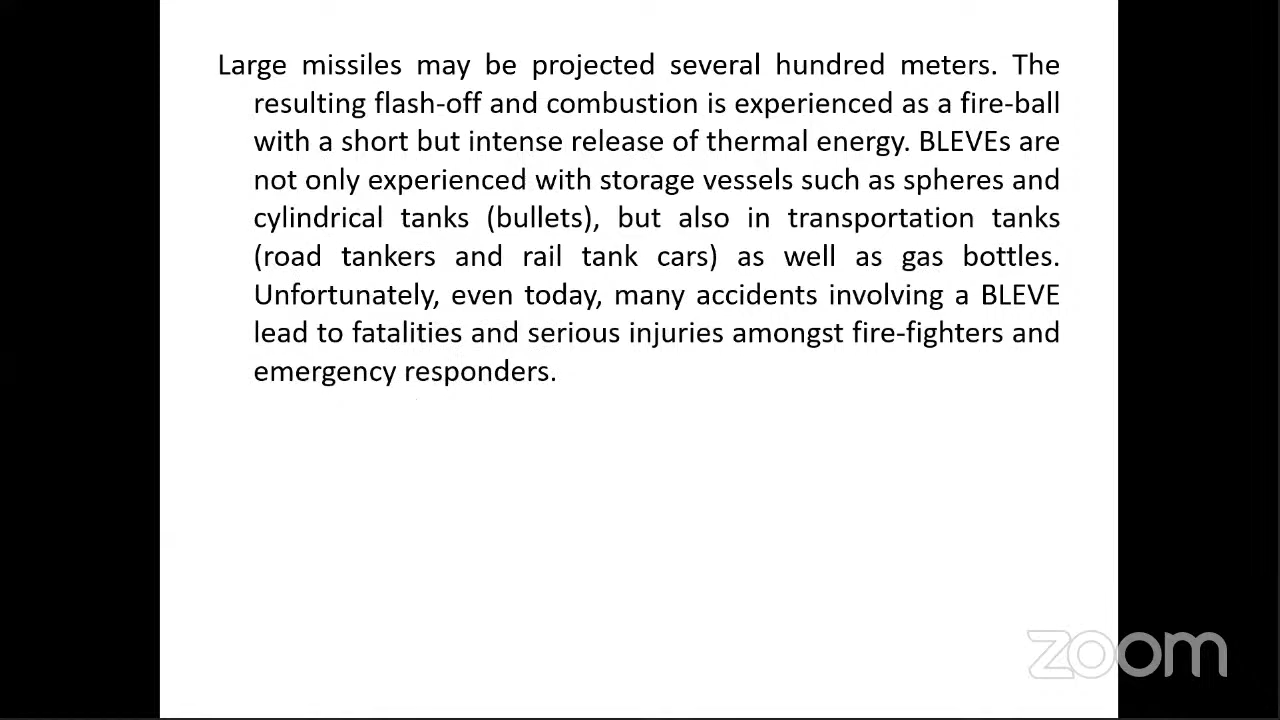 Large missiles may be projected several hundred meters. The
resulting flash-off and combustion is experienced as a fire-ball
with a short but intense release of thermal energy. BLEVEs are
not only experienced with storage vessels such as spheres and
cylindrical tanks (bullets), but also in transportation tanks
(road tankers and rail tank cars) as well as gas bottles.
Unfortunately, even today, many accidents involving a BLEVE
lead to fatalities and serious injuries amongst fire-fighters and
emergency responders.
zoom